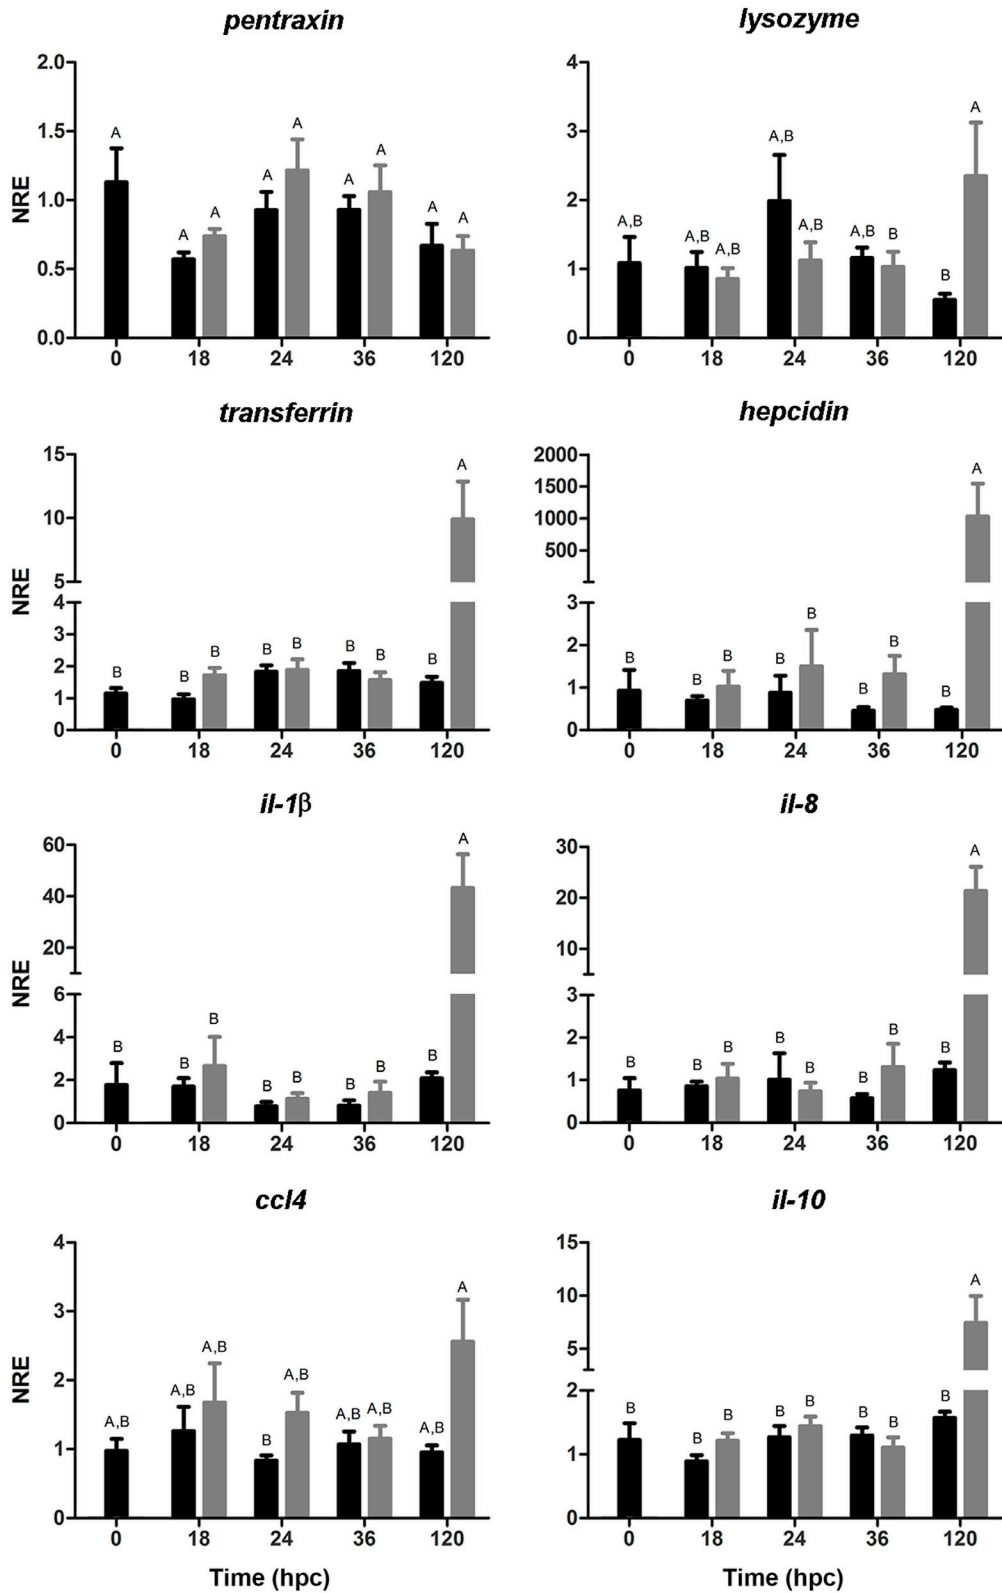 pentraxin
lysozyme
NRE
2.0
1.5
1.0
0.5
0.0
A
A
A
A
A
A
A
A
A
0
18
24
36
120
4
3
2
1
0
A,B
A,B
A,B
A,B
A,B
A,B
B
B
A
0
18
24
36
120
transferrin
hepcidin
NRE
15
10
5
4
3
2
1
0
B
B
B
B
B
B
B
B
A
0
18
24
36
120
2000
1500
1000
500
3
2
1
0
B
B
B
B
B
B
B
B
A
0
18
24
36
120
il-1β
il-8
NRE
60
40
20
6
4
2
0
B
B
B
B
B
B
B
B
A
0
18
24
36
120
30
20
10
3
2
1
0
B
B
B
B
B
B
B
B
A
0
18
24
36
120
ccl4
il-10
NRE
4
3
2
1
0
A,B
A,B
A,B
B
A,B
A,B
A,B
A,B
A
0
18
24
36
120
Time (hpc)
15
10
5
2
1
0
B
B
B
B
B
B
B
B
A
0
18
24
36
120
Time (hpc)